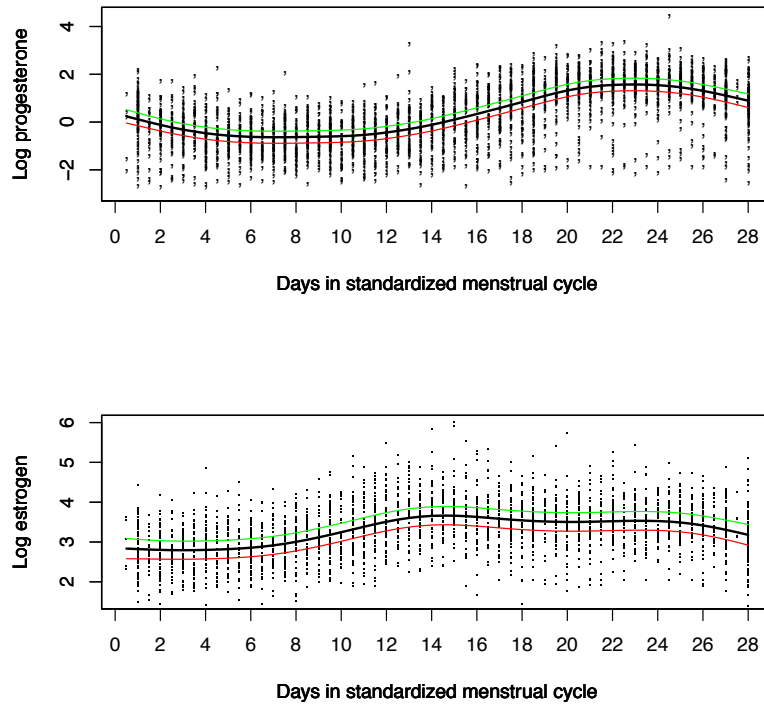 Log progesterone
4
2
0
−2
0 2 4 6 8 10 12 14 16 18 20 22 24 26 28
Days in standardized menstrual cycle
Log estrogen
6
5
4
3
2
0 2 4 6 8 10 12 14 16 18 20 22 24 26 28
Days in standardized menstrual cycle